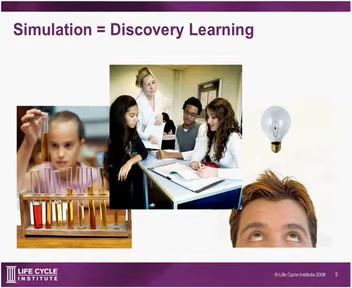 Simulation = Discovery Learning
LIFE CYCLE
INSTITUTE
© Life Cycle Institute 2008
5